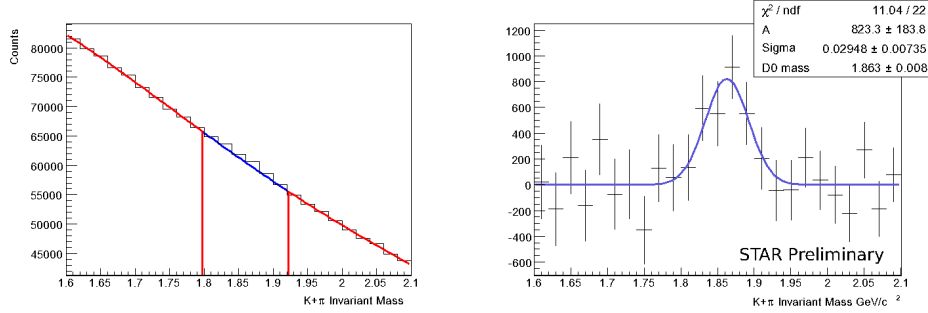 Counts
80000
75000
70000
65000
60000
55000
50000
45000
1.6 1.65 1.7 1.75 1.8 1.85 1.9 1.95 2 2.05 2.1
K+π Invariant Mass
χ² / ndf 11.04 / 22
A 823.3 ± 183.8
Sigma 0.02948 ± 0.00735
D0 mass 1.863 ± 0.008
1200
1000
800
600
400
200
0
-200
-400
-600
STAR Preliminary
1.6 1.65 1.7 1.75 1.8 1.85 1.9 1.95 2 2.05 2.1
K+π Invariant Mass GeV/c ²